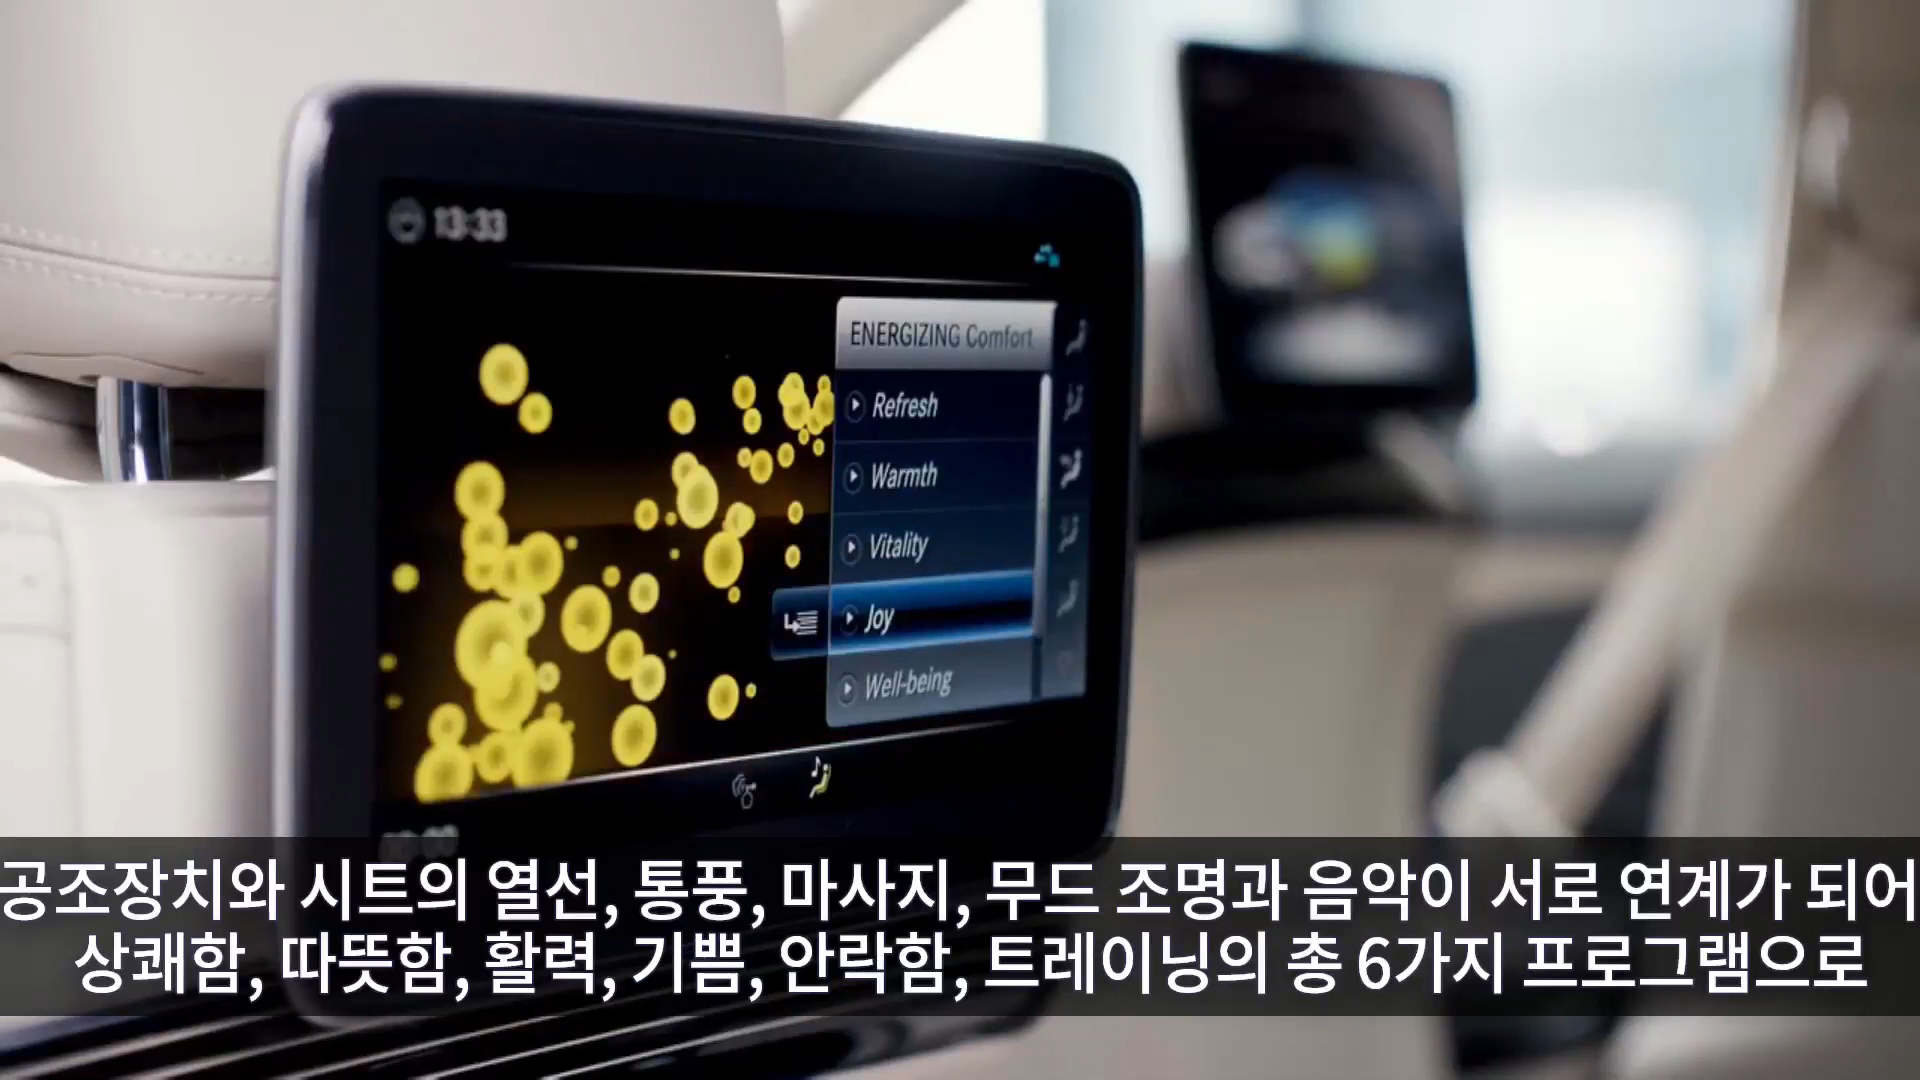 13:33
ENERGIZING Comfort
Refresh
Warmth
Vitality
Joy
Well-being
공조장치와 시트의 열선, 통풍, 마사지, 무드 조명과 음악이 서로 연계가 되어
상쾌함, 따뜻함, 활력, 기쁨, 안락함, 트레이닝의 총 6가지 프로그램으로